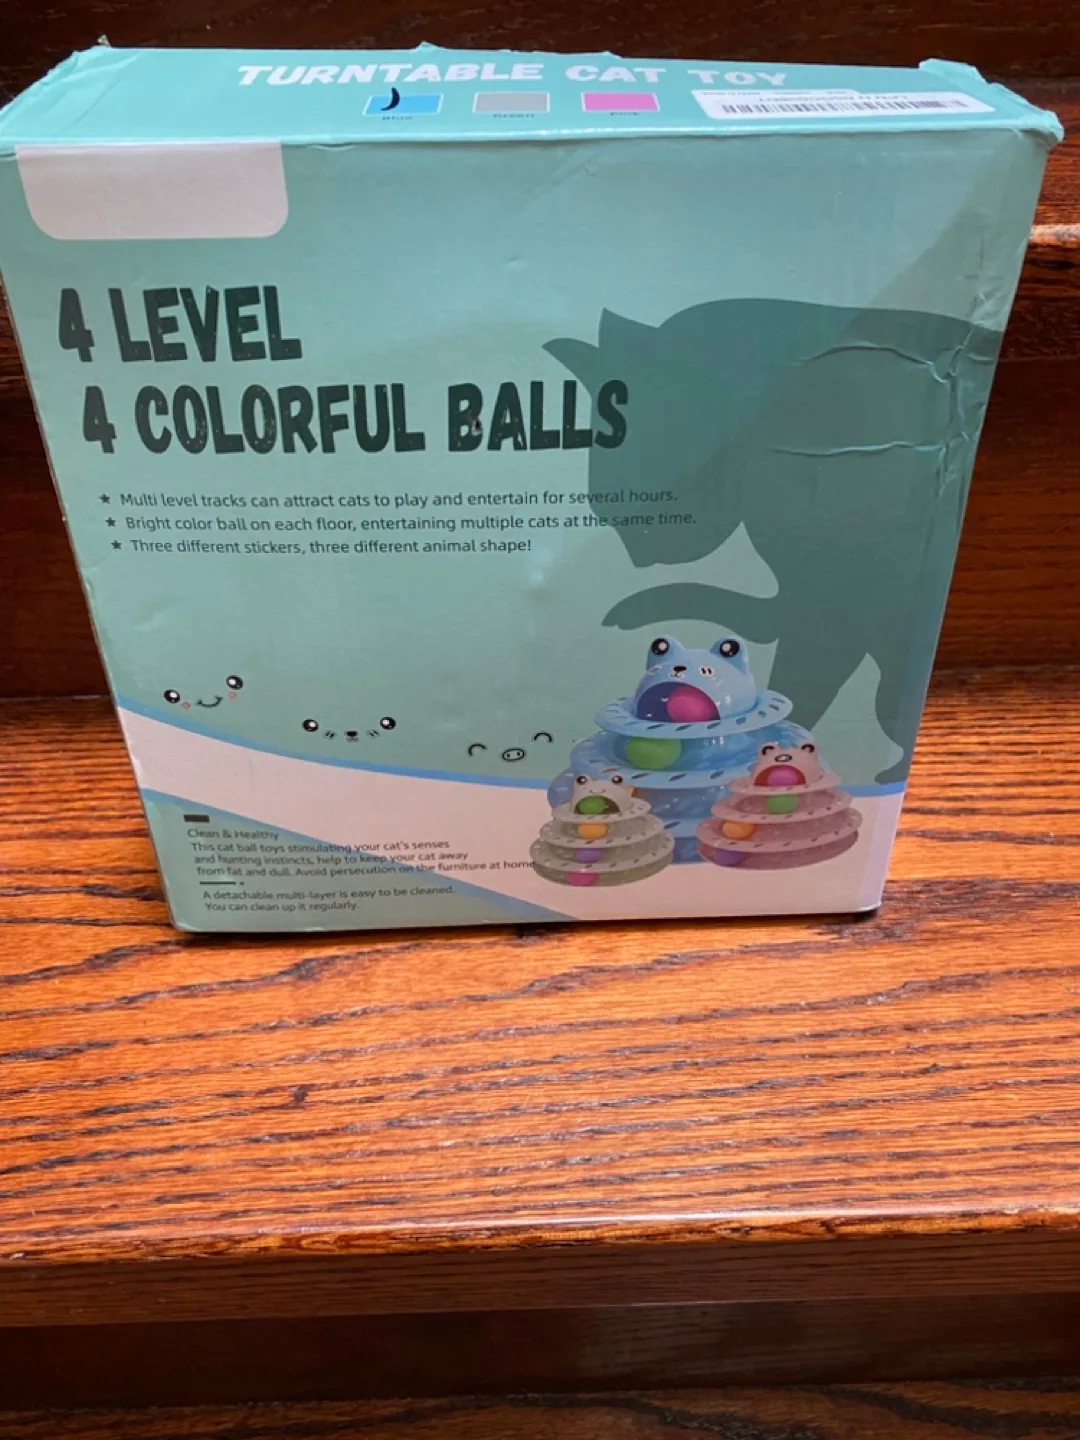 TURNTABLE CAT TOY
Blue Green Pink
4 LEVEL
4 COLORFUL BALLS
★ Multi level tracks can attract cats to play and entertain for several hours.
★ Bright color ball on each floor, entertaining multiple cats at the same time.
★ Three different stickers, three different animal shape!
Clean & Healthy
This cat ball toys stimulating your cat's senses
and hunting instincts, help to keep your cat away
from fat and dull. Avoid persecution on the furniture at home.
A detachable multi-layer is easy to be cleaned.
You can clean up it regularly.